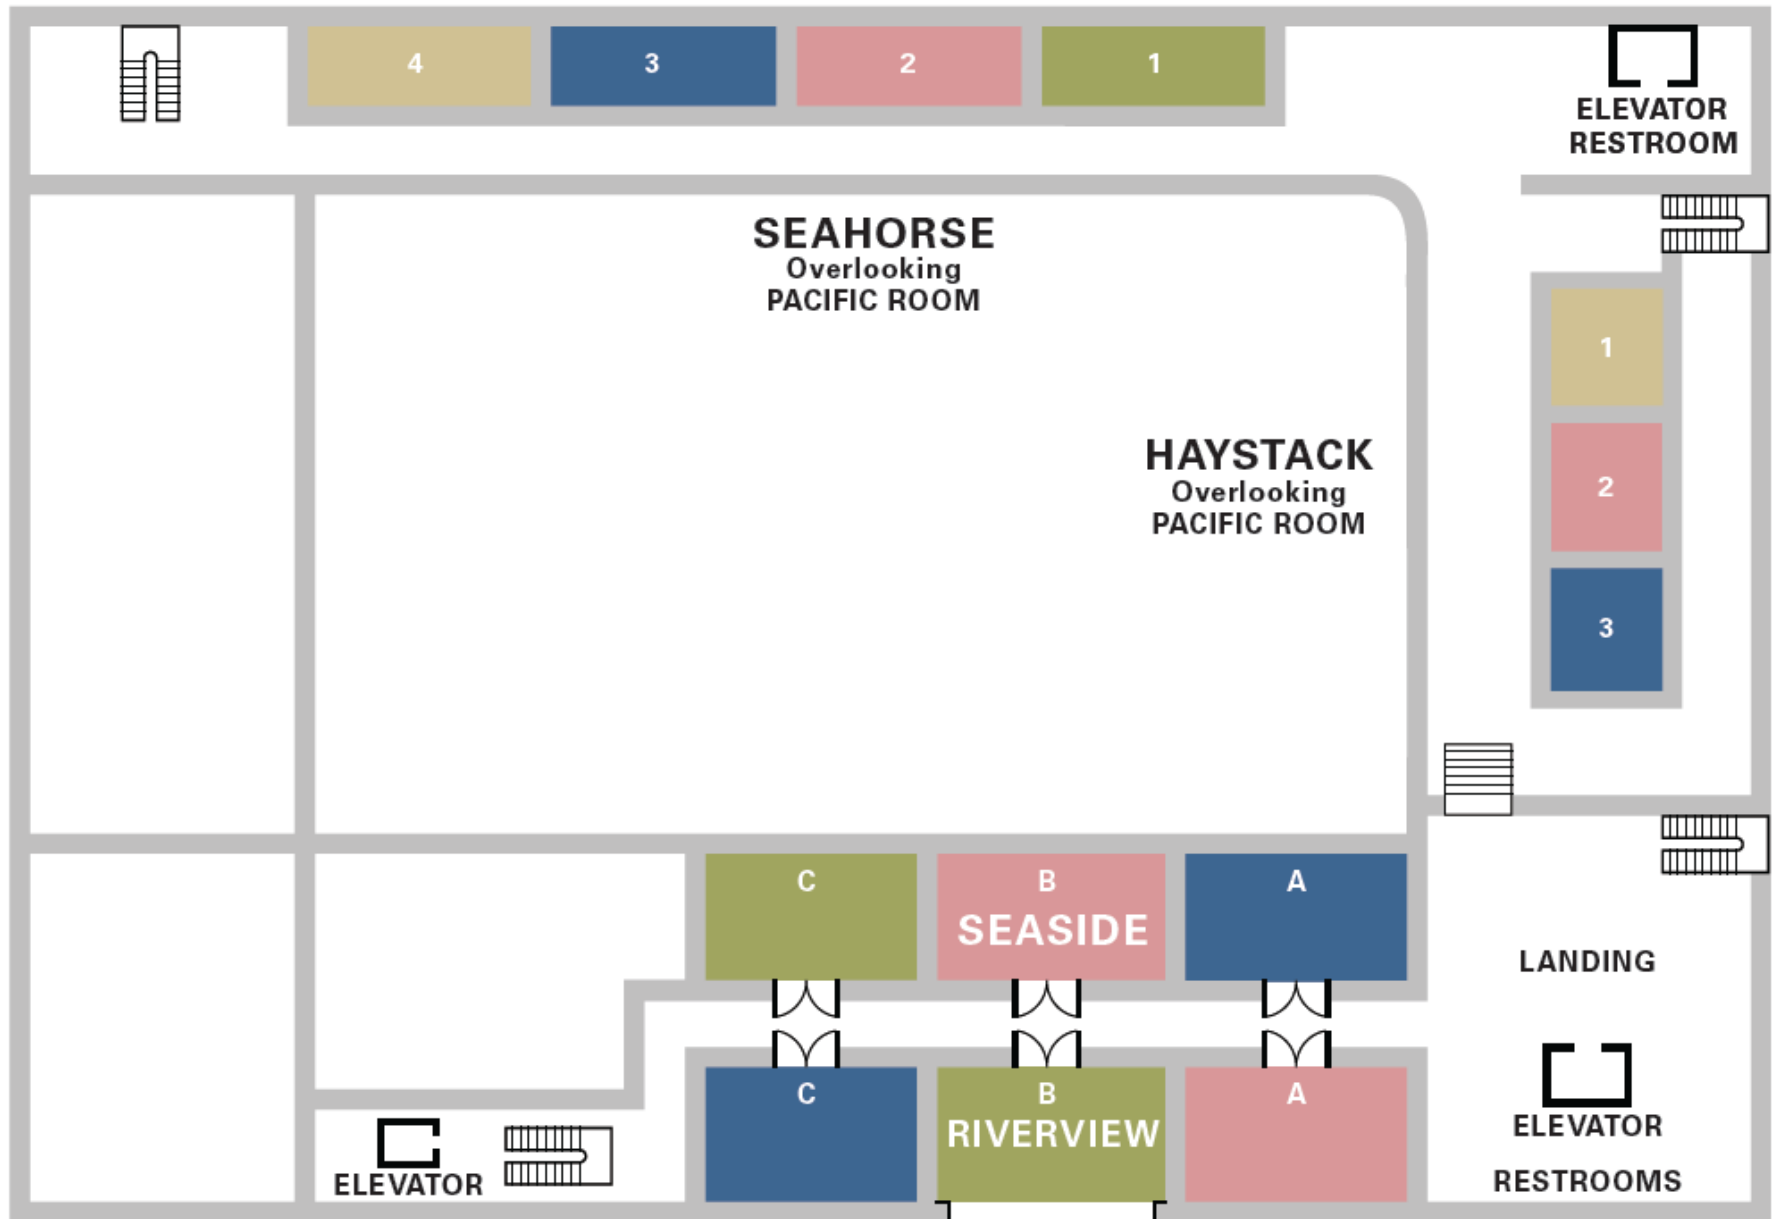 4
3
2
1
ELEVATOR
RESTROOM
SEAHORSE
Overlooking
PACIFIC ROOM
1
HAYSTACK
Overlooking
PACIFIC ROOM
2
3
C
B
A
SEASIDE
LANDING
C
B
A
RIVERVIEW
ELEVATOR
RESTROOMS
ELEVATOR